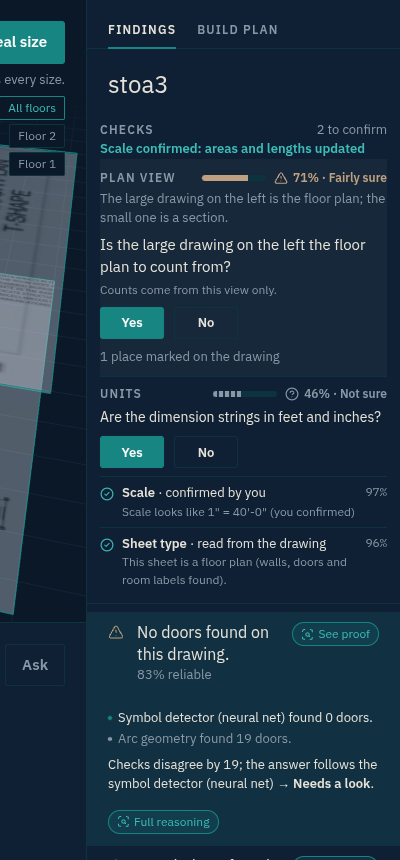 eal size
every size.
All floors
Floor 2
Floor 1
T.SHAPE
Ask
FINDINGS
BUILD PLAN
stoa3
CHECKS
2 to confirm
Scale confirmed: areas and lengths updated
PLAN VIEW
71% · Fairly sure
The large drawing on the left is the floor plan; the
small one is a section.
Is the large drawing on the left the floor
plan to count from?
Counts come from this view only.
Yes
No
1 place marked on the drawing
UNITS
46% · Not sure
Are the dimension strings in feet and inches?
Yes
No
Scale · confirmed by you
97%
Scale looks like 1" = 40'-0" (you confirmed)
Sheet type · read from the drawing
96%
This sheet is a floor plan (walls, doors and
room labels found).
No doors found on
this drawing.
See proof
83% reliable
• Symbol detector (neural net) found 0 doors.
• Arc geometry found 19 doors.
Checks disagree by 19; the answer follows the
symbol detector (neural net) → Needs a look.
Full reasoning